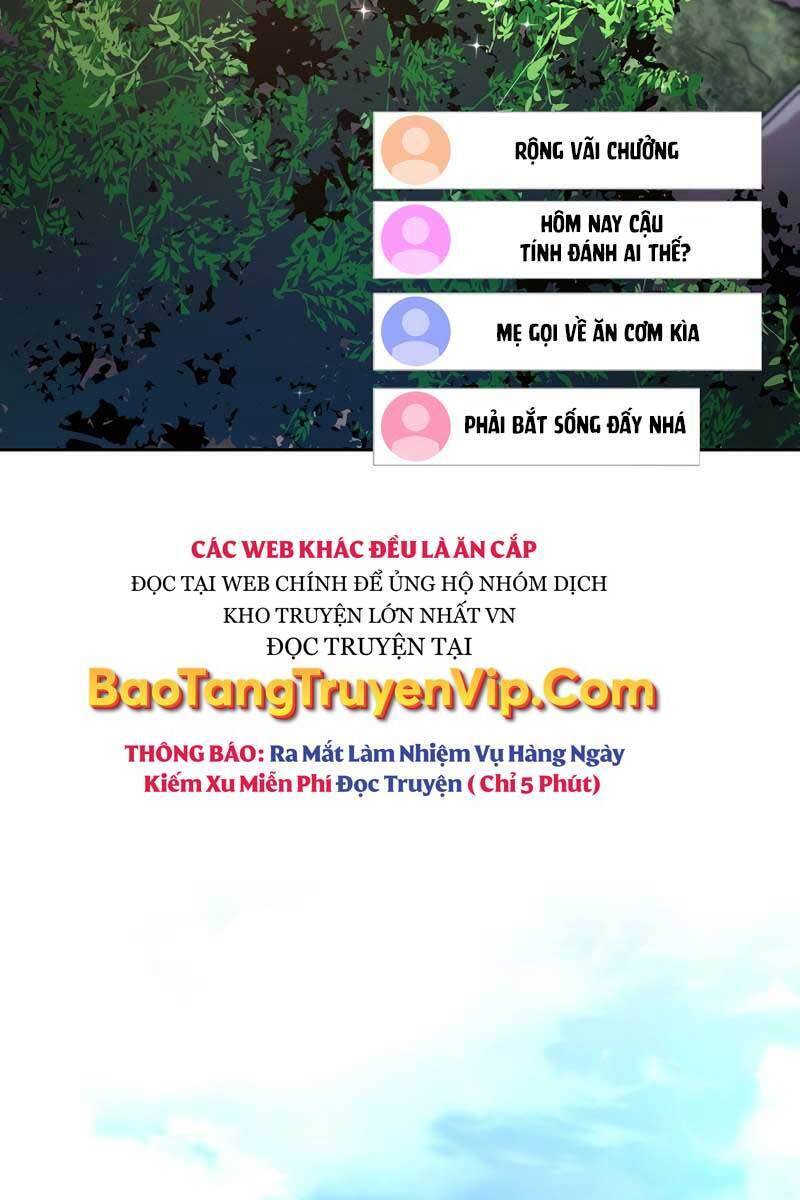 RỘNG VÃI CHƯỞNG
HÔM NAY CẬU
TÍNH ĐÁNH AI THẾ?
MẸ GỌI VỀ ĂN CƠM KÌA
PHẢI BẮT SỐNG ĐẤY NHÁ
CÁC WEB KHÁC ĐỀU LÀ ĂN CẮP
ĐỌC TẠI WEB CHÍNH ĐỂ ỦNG HỘ NHÓM DỊCH
KHO TRUYỆN LỚN NHẤT VN
ĐỌC TRUYỆN TẠI
BaoTangTruyenVip.Com
THÔNG BÁO: Ra Mắt Làm Nhiệm Vụ Hàng Ngày
Kiếm Xu Miễn Phí Đọc Truyện ( Chỉ 5 Phút)